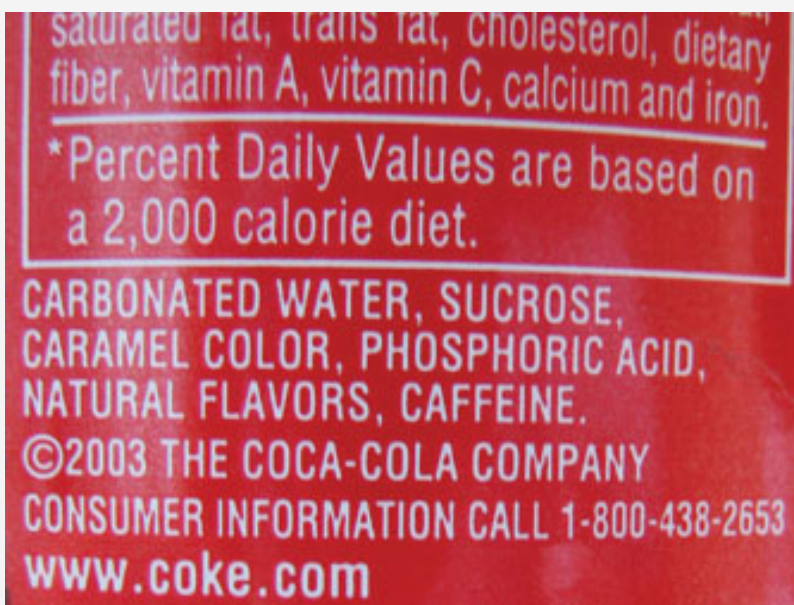 saturated fat, trans fat, cholesterol, dietary
fiber, vitamin A, vitamin C, calcium and iron.
*Percent Daily Values are based on
a 2,000 calorie diet.
CARBONATED WATER, SUCROSE,
CARAMEL COLOR, PHOSPHORIC ACID,
NATURAL FLAVORS, CAFFEINE.
©2003 THE COCA-COLA COMPANY
CONSUMER INFORMATION CALL 1-800-438-2653
www.coke.com